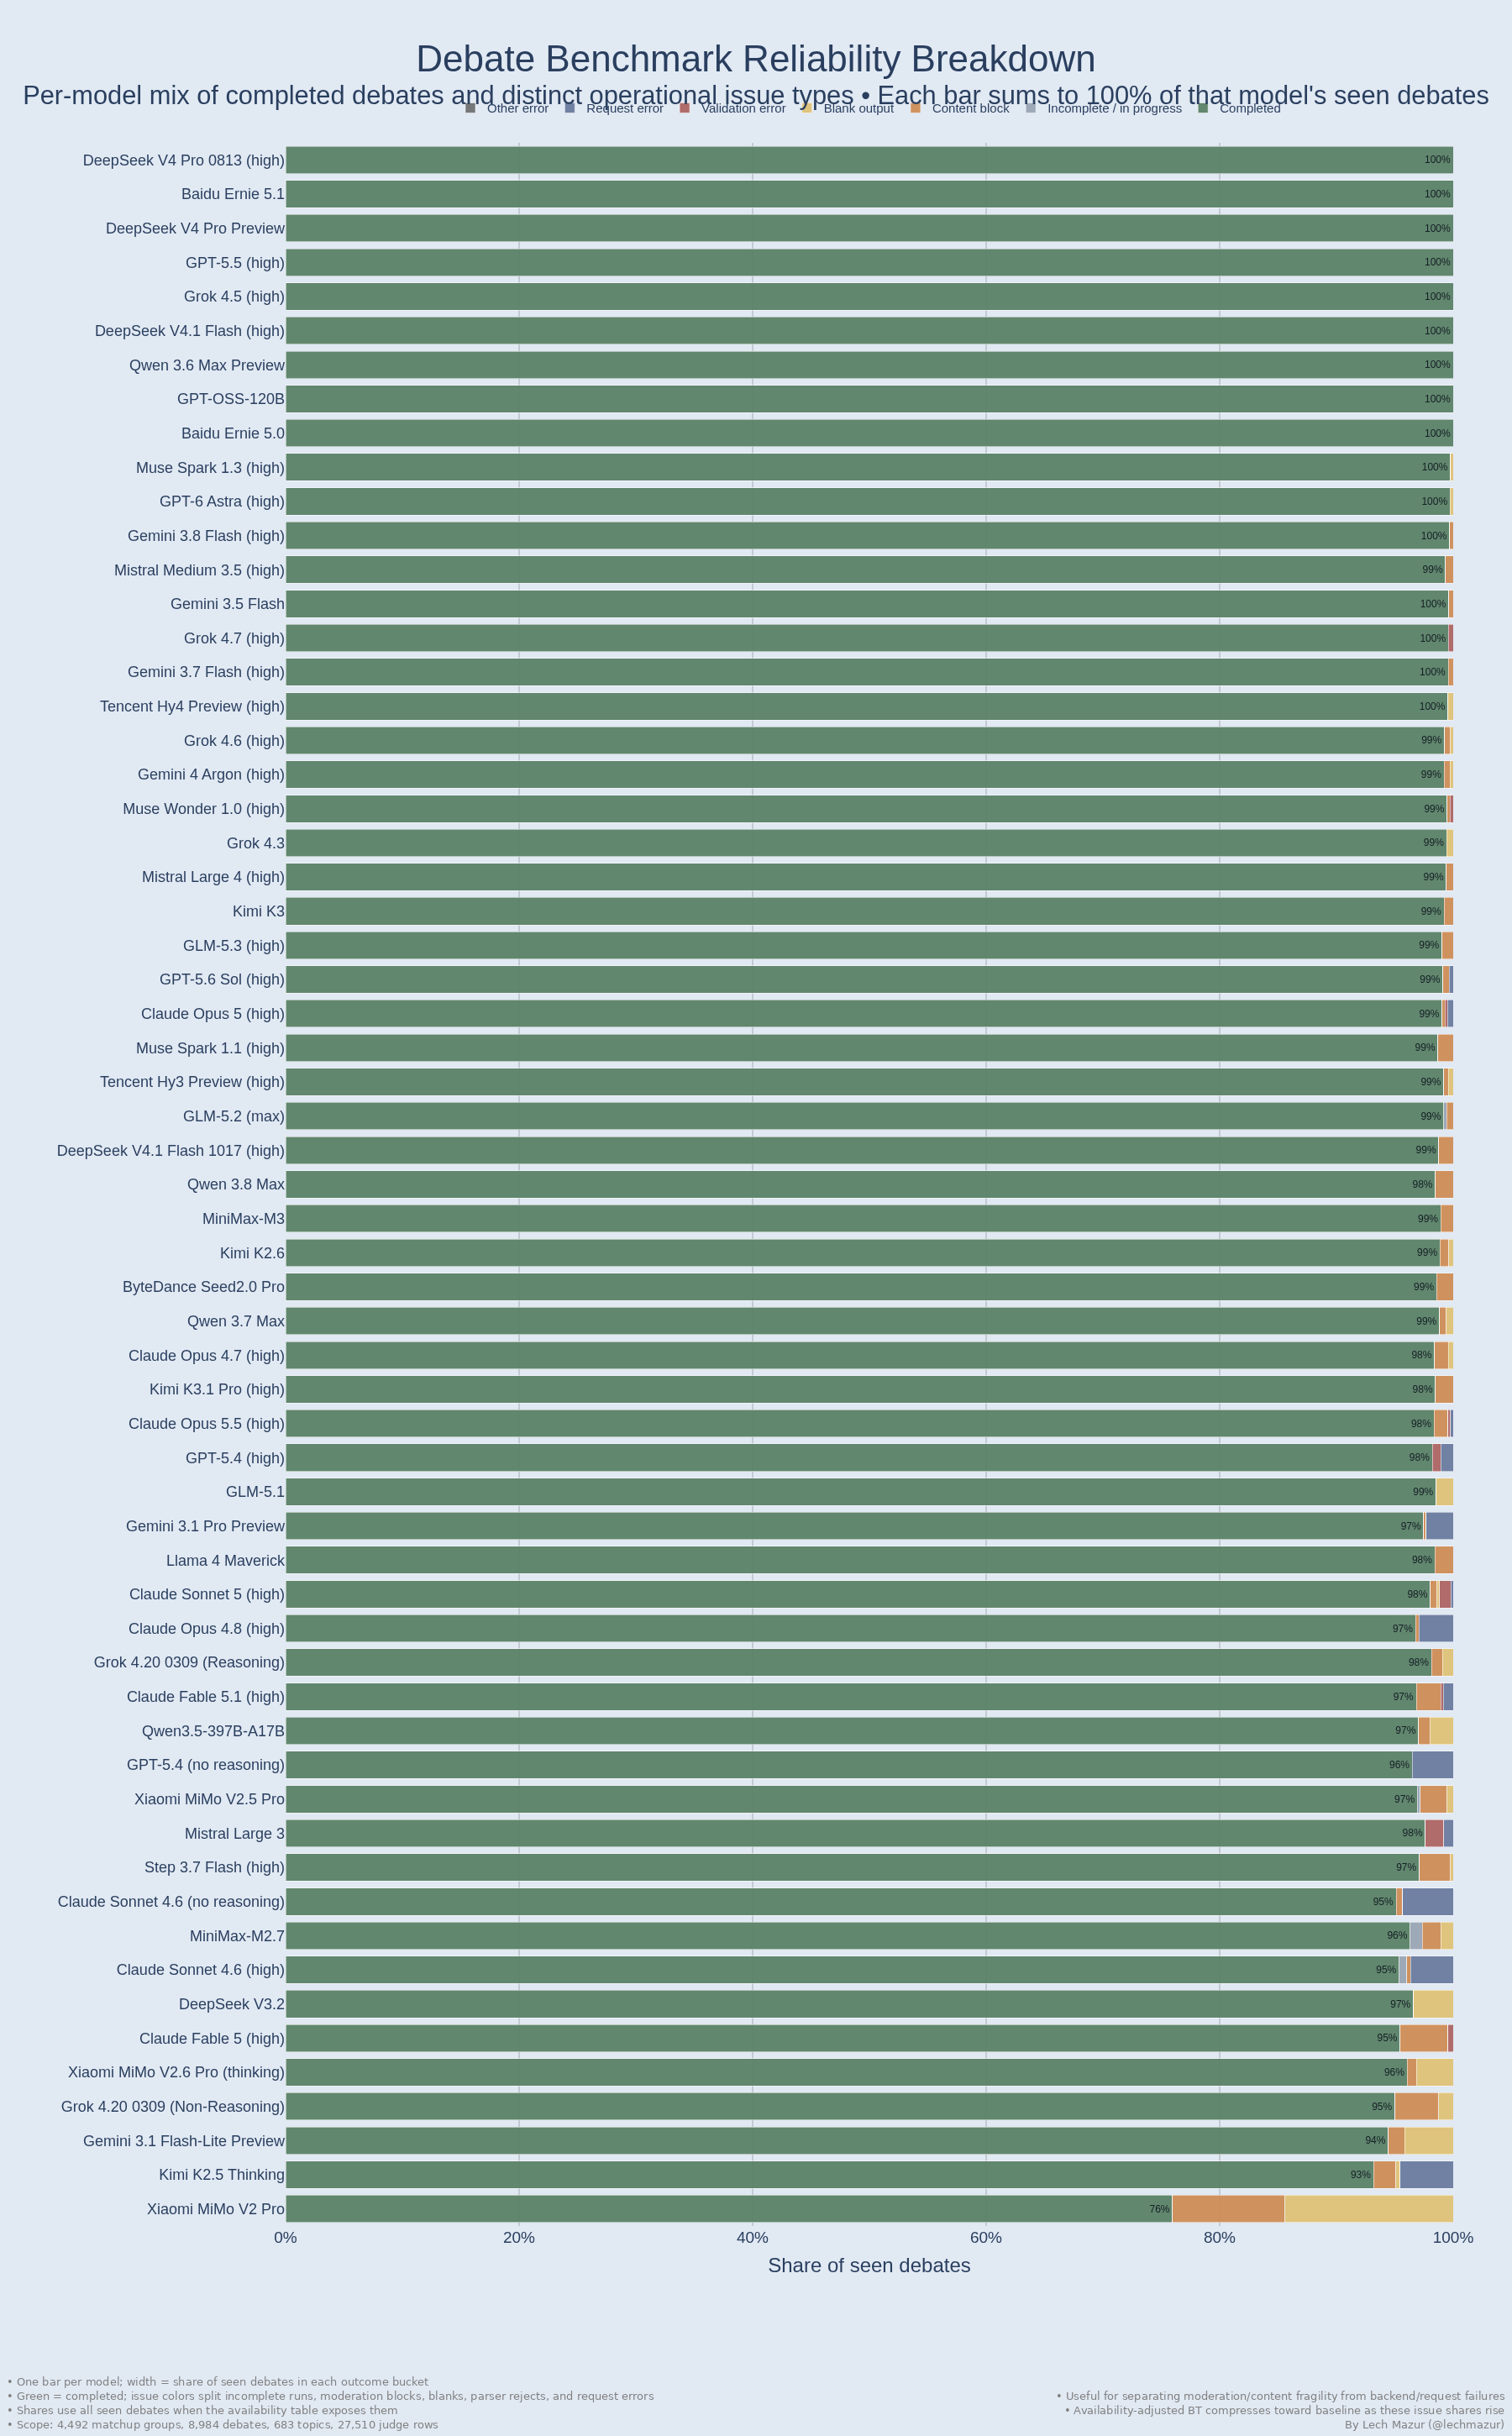 Debate Benchmark Reliability Breakdown
Per-model mix of completed debates and distinct operational issue types • Each bar sums to 100% of that model's seen debates
Other error Request error Validation error Blank output Content block Incomplete / in progress Completed
DeepSeek V4 Pro 0813 (high) 100%
Baidu Ernie 5.1 100%
DeepSeek V4 Pro Preview 100%
GPT-5.5 (high) 100%
Grok 4.5 (high) 100%
DeepSeek V4.1 Flash (high) 100%
Qwen 3.6 Max Preview 100%
GPT-OSS-120B 100%
Baidu Ernie 5.0 100%
Muse Spark 1.3 (high) 100%
GPT-6 Astra (high) 100%
Gemini 3.8 Flash (high) 100%
Mistral Medium 3.5 (high) 99%
Gemini 3.5 Flash 100%
Grok 4.7 (high) 100%
Gemini 3.7 Flash (high) 100%
Tencent Hy4 Preview (high) 100%
Grok 4.6 (high) 99%
Gemini 4 Argon (high) 99%
Muse Wonder 1.0 (high) 99%
Grok 4.3 99%
Mistral Large 4 (high) 99%
Kimi K3 99%
GLM-5.3 (high) 99%
GPT-5.6 Sol (high) 99%
Claude Opus 5 (high) 99%
Muse Spark 1.1 (high) 99%
Tencent Hy3 Preview (high) 99%
GLM-5.2 (max) 99%
DeepSeek V4.1 Flash 1017 (high) 99%
Qwen 3.8 Max 98%
MiniMax-M3 99%
Kimi K2.6 99%
ByteDance Seed2.0 Pro 99%
Qwen 3.7 Max 99%
Claude Opus 4.7 (high) 98%
Kimi K3.1 Pro (high) 98%
Claude Opus 5.5 (high) 98%
GPT-5.4 (high) 98%
GLM-5.1 99%
Gemini 3.1 Pro Preview 97%
Llama 4 Maverick 98%
Claude Sonnet 5 (high) 98%
Claude Opus 4.8 (high) 97%
Grok 4.20 0309 (Reasoning) 98%
Claude Fable 5.1 (high) 97%
Qwen3.5-397B-A17B 97%
GPT-5.4 (no reasoning) 96%
Xiaomi MiMo V2.5 Pro 97%
Mistral Large 3 98%
Step 3.7 Flash (high) 97%
Claude Sonnet 4.6 (no reasoning) 95%
MiniMax-M2.7 96%
Claude Sonnet 4.6 (high) 95%
DeepSeek V3.2 97%
Claude Fable 5 (high) 95%
Xiaomi MiMo V2.6 Pro (thinking) 96%
Grok 4.20 0309 (Non-Reasoning) 95%
Gemini 3.1 Flash-Lite Preview 94%
Kimi K2.5 Thinking 93%
Xiaomi MiMo V2 Pro 76%
0% 20% 40% 60% 80% 100%
Share of seen debates
• One bar per model; width = share of seen debates in each outcome bucket
• Green = completed; issue colors split incomplete runs, moderation blocks, blanks, parser rejects, and request errors
• Shares use all seen debates when the availability table exposes them
• Scope: 4,492 matchup groups, 8,984 debates, 683 topics, 27,510 judge rows
• Useful for separating moderation/content fragility from backend/request failures
• Availability-adjusted BT compresses toward baseline as these issue shares rise
By Lech Mazur (@lechmazur)